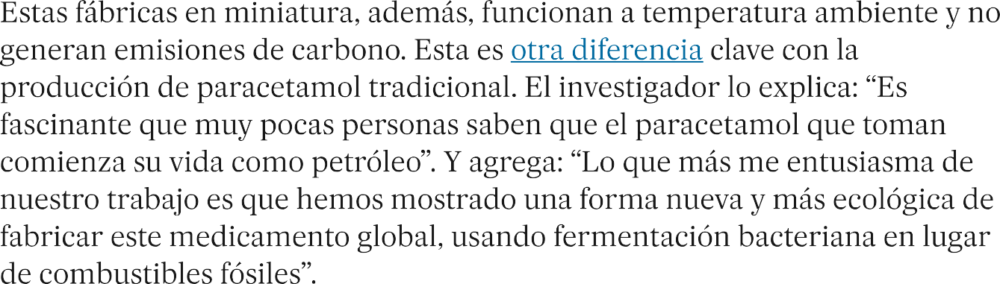 Estas fábricas en miniatura, además, funcionan a temperatura ambiente y no
generan emisiones de carbono. Esta es otra diferencia clave con la
producción de paracetamol tradicional. El investigador lo explica: “Es
fascinante que muy pocas personas saben que el paracetamol que toman
comienza su vida como petróleo”. Y agrega: “Lo que más me entusiasma de
nuestro trabajo es que hemos mostrado una forma nueva y más ecológica de
fabricar este medicamento global, usando fermentación bacteriana en lugar
de combustibles fósiles”.